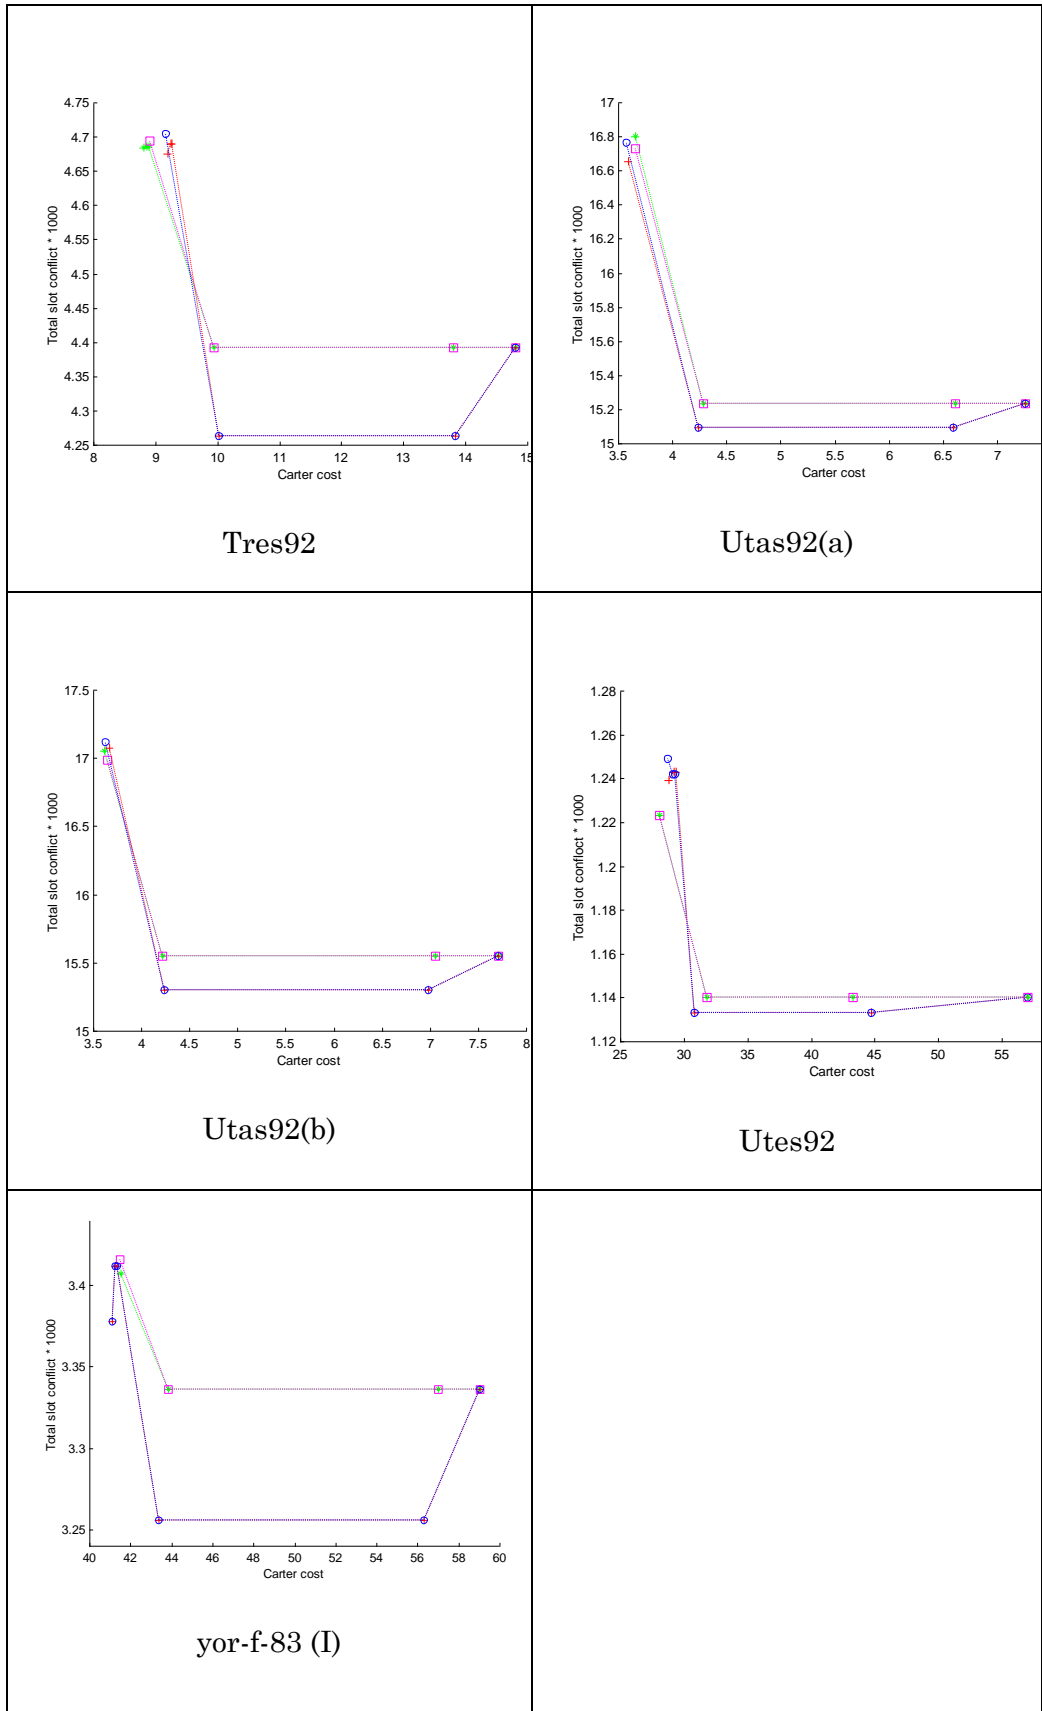 4.75
4.7
4.65
4.6
4.55
4.5
4.45
4.4
4.35
4.3
4.25
Total slot conflict * 1000
8 9 10 11 12 13 14 15
Carter cost
Tres92
17
16.8
16.6
16.4
16.2
16
15.8
15.6
15.4
15.2
15
Total slot conflict * 1000
3.5 4 4.5 5 5.5 6 6.5 7
Carter cost
Utas92(a)
17.5
17
16.5
16
15.5
15
Total slot conflict * 1000
3.5 4 4.5 5 5.5 6 6.5 7 7.5 8
Carter cost
Utas92(b)
1.28
1.26
1.24
1.22
1.2
1.18
1.16
1.14
1.12
Total slot confloct * 1000
25 30 35 40 45 50 55
Carter cost
Utes92
3.4
3.35
3.3
3.25
Total slot conflict * 1000
40 42 44 46 48 50 52 54 56 58 60
Carter cost
yor-f-83 (I)